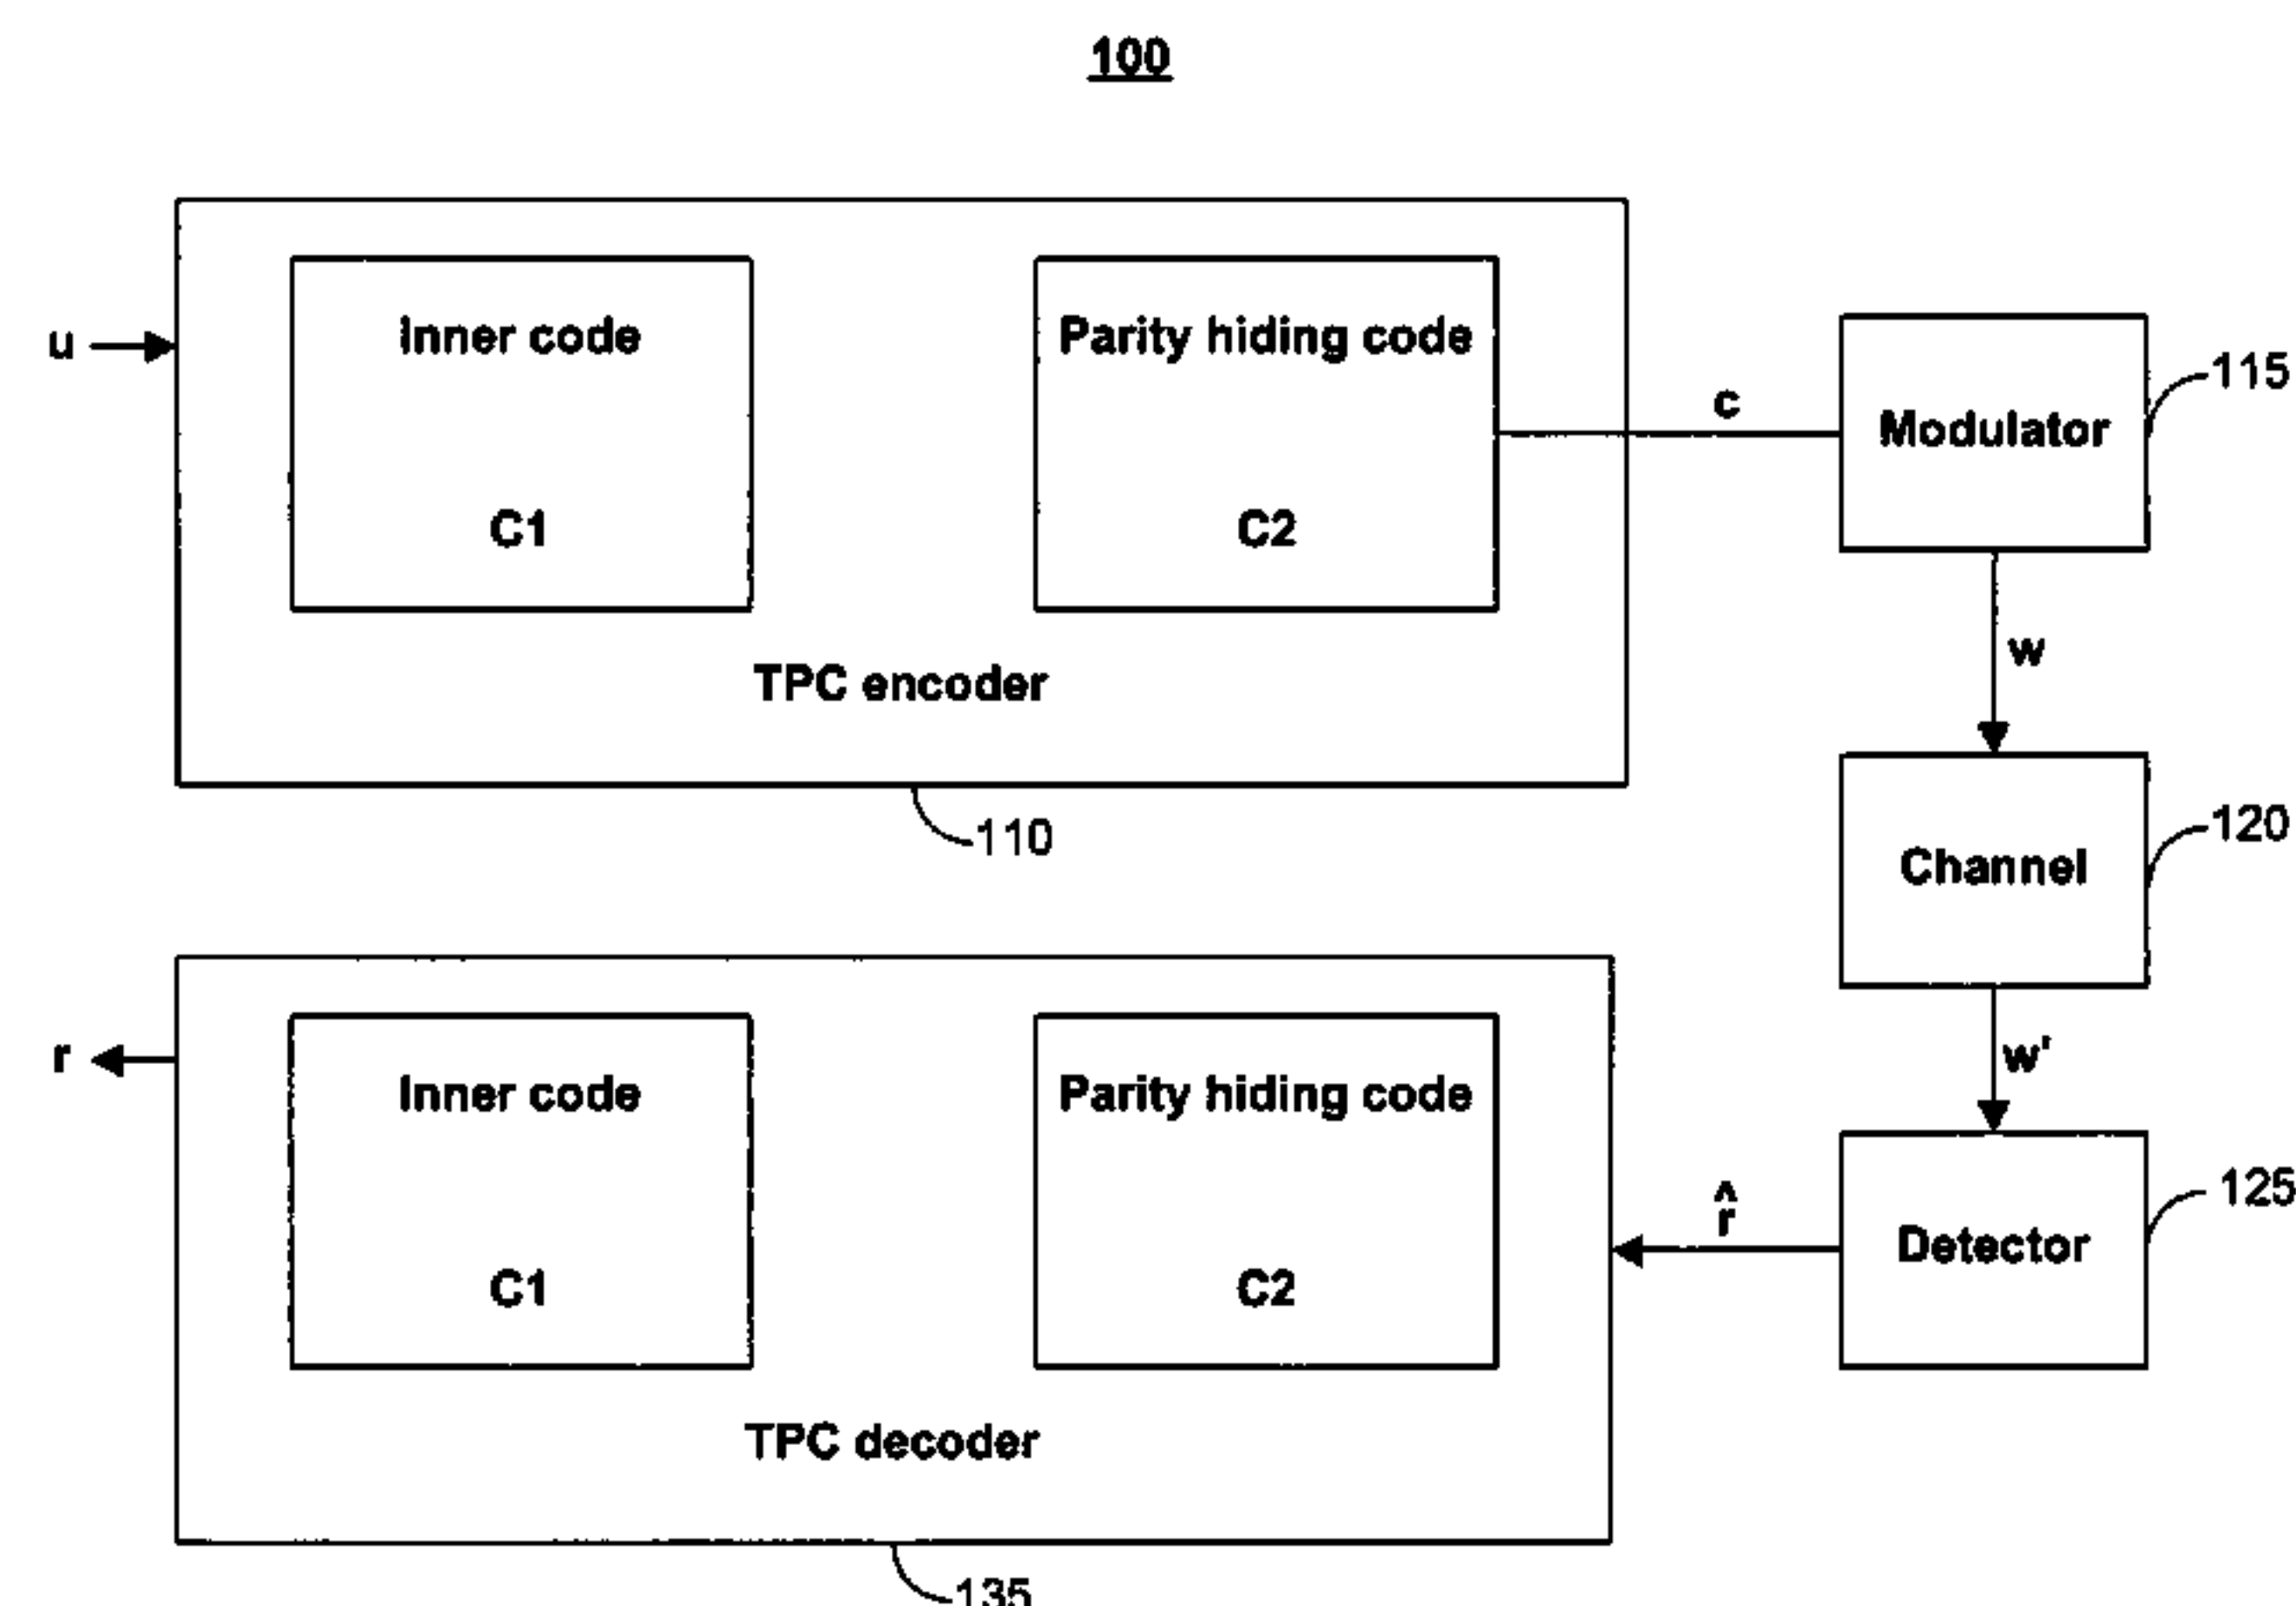 100
u
Inner code
C1
Parity hiding code
C2
TPC encoder
110
c
Modulator
115
w
Channel
120
w'
Detector
125
r̂
r
Inner code
C1
Parity hiding code
C2
TPC decoder
135